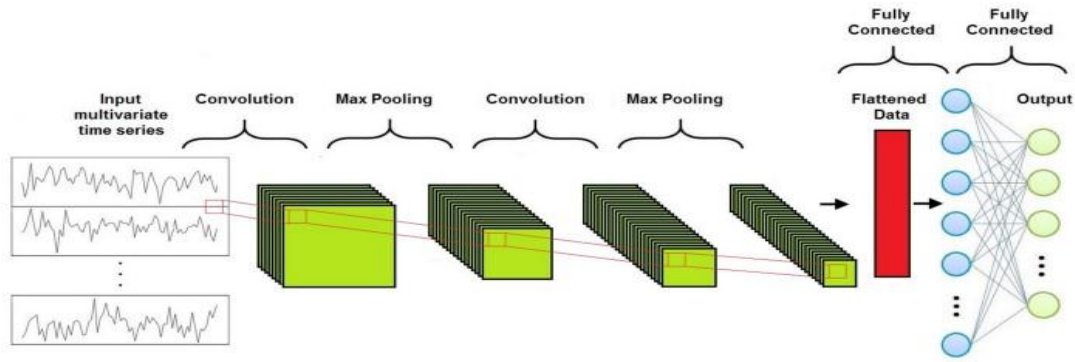 Fully
Connected
Fully
Connected
Input
multivariate
time series
Convolution
Max Pooling
Convolution
Max Pooling
Flattened
Data
Output